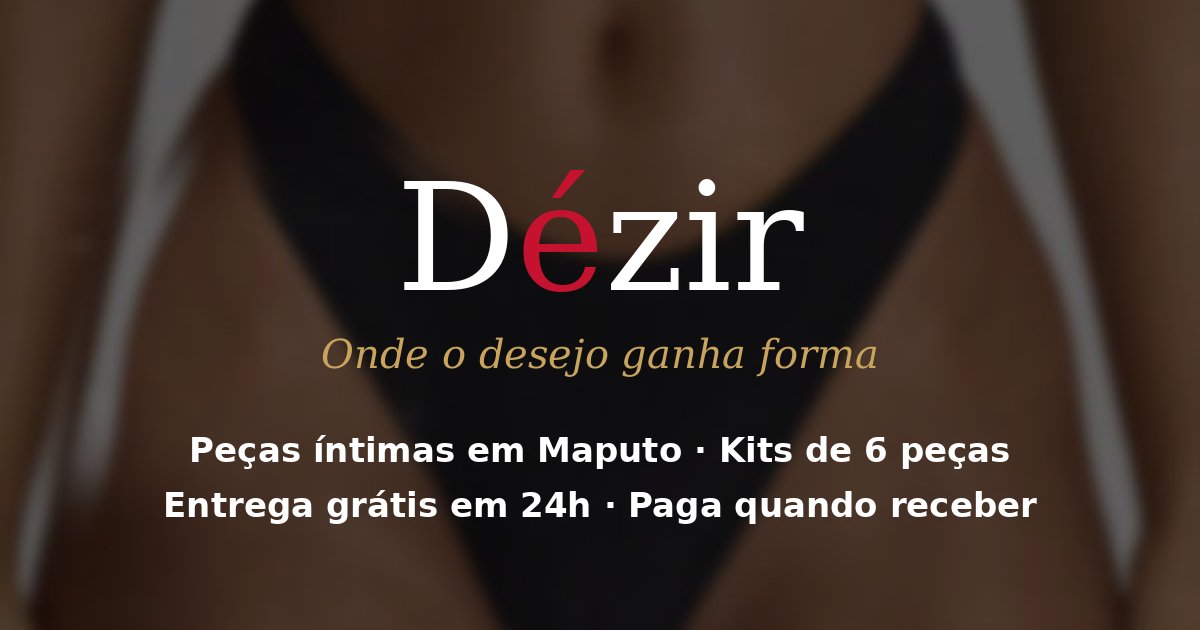 Dézir
Onde o desejo ganha forma
Peças íntimas em Maputo · Kits de 6 peças
Entrega grátis em 24h · Paga quando receber